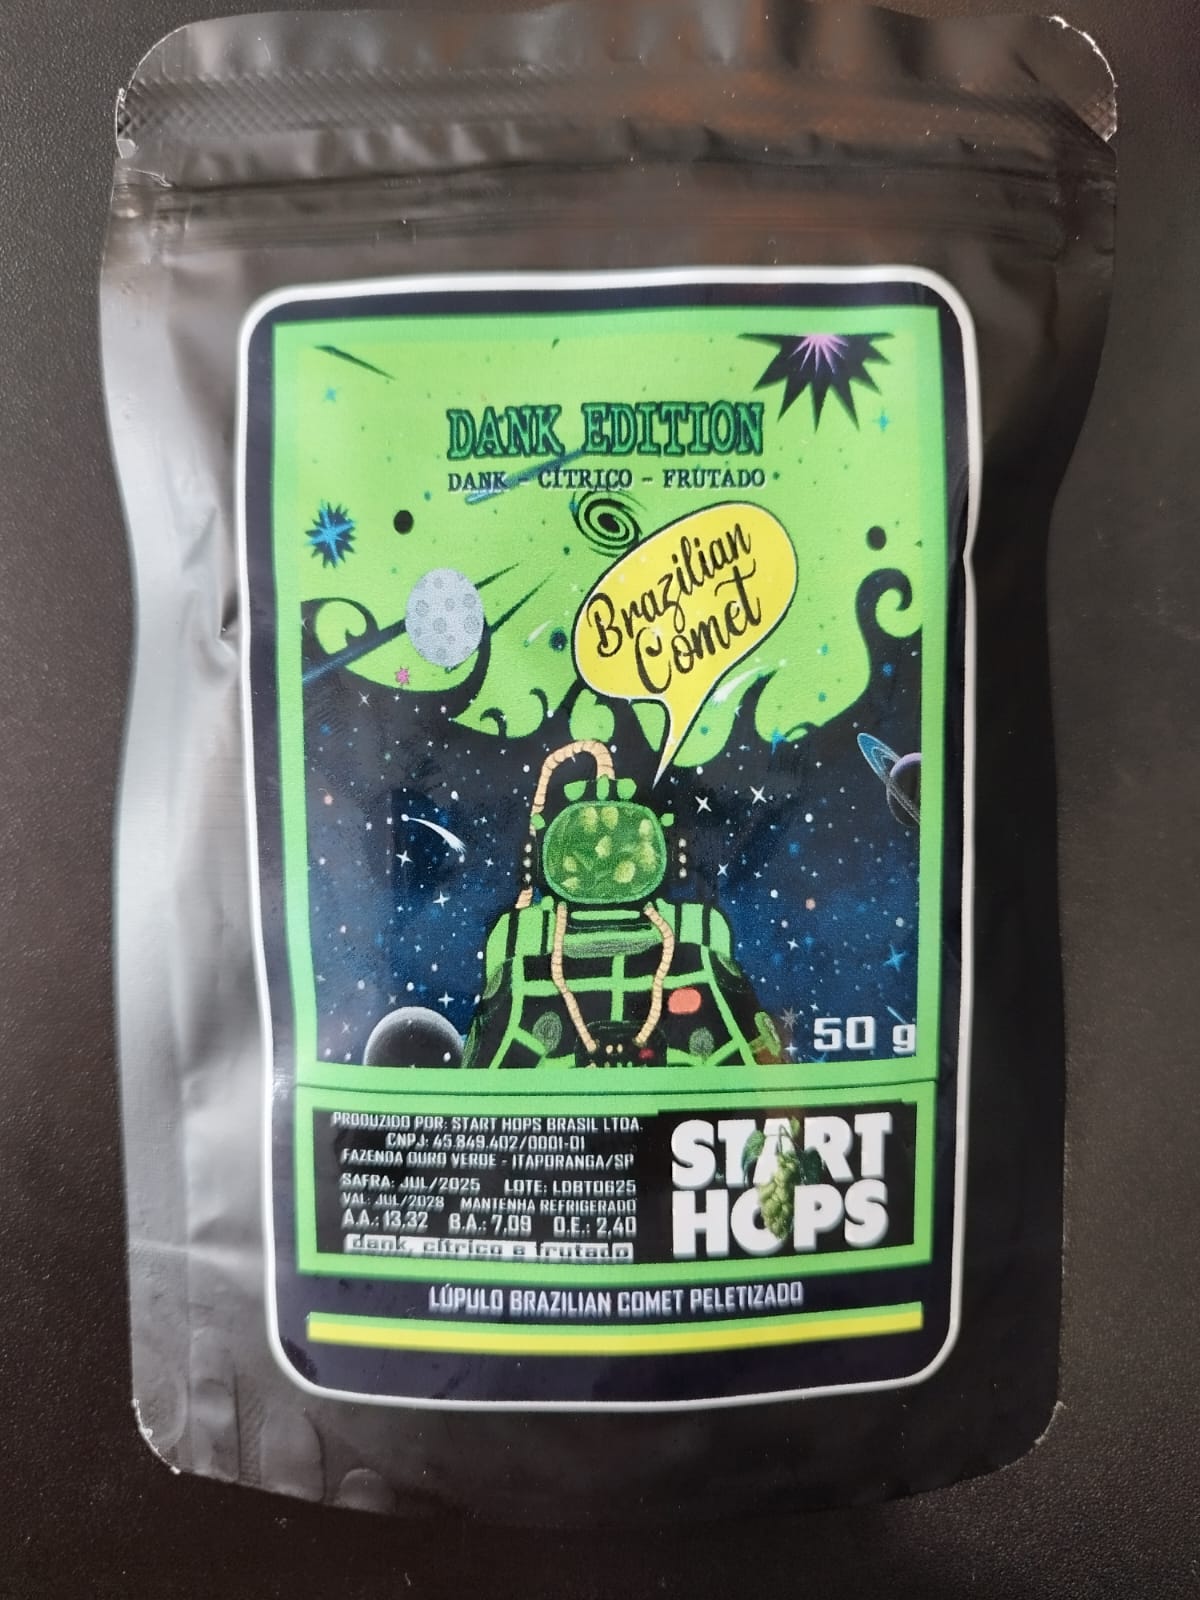 DANK EDITION
DANK - CÍTRICO - FRUTADO
Brazilian
Comet
50 g
PRODUZIDO POR: START HOPS BRASIL LTDA.
CNPJ: 45.849.402/0001-01
FAZENDA OURO VERDE - ITAPORANGA/SP
SAFRA: JUL/2025 LOTE: LDBT0625
VAL: JUL/2028 MANTENHA REFRIGERADO
A.A.: 13,32 B.A.: 7,09 O.E.: 2,40
dank, cítrico e frutado
START
HOPS
LÚPULO BRAZILIAN COMET PELETIZADO